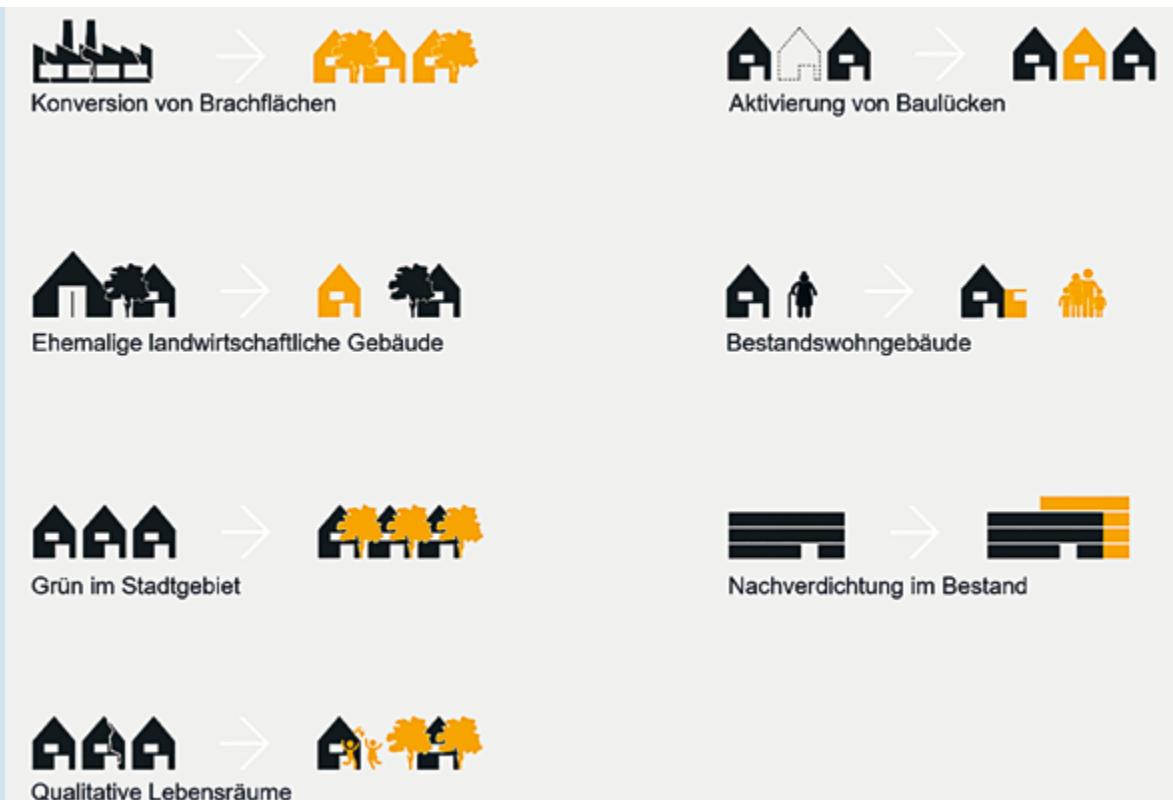 Konversion von Brachflächen
Aktivierung von Baulücken
Ehemalige landwirtschaftliche Gebäude
Bestandswohngebäude
Grün im Stadtgebiet
Nachverdichtung im Bestand
Qualitative Lebensräume